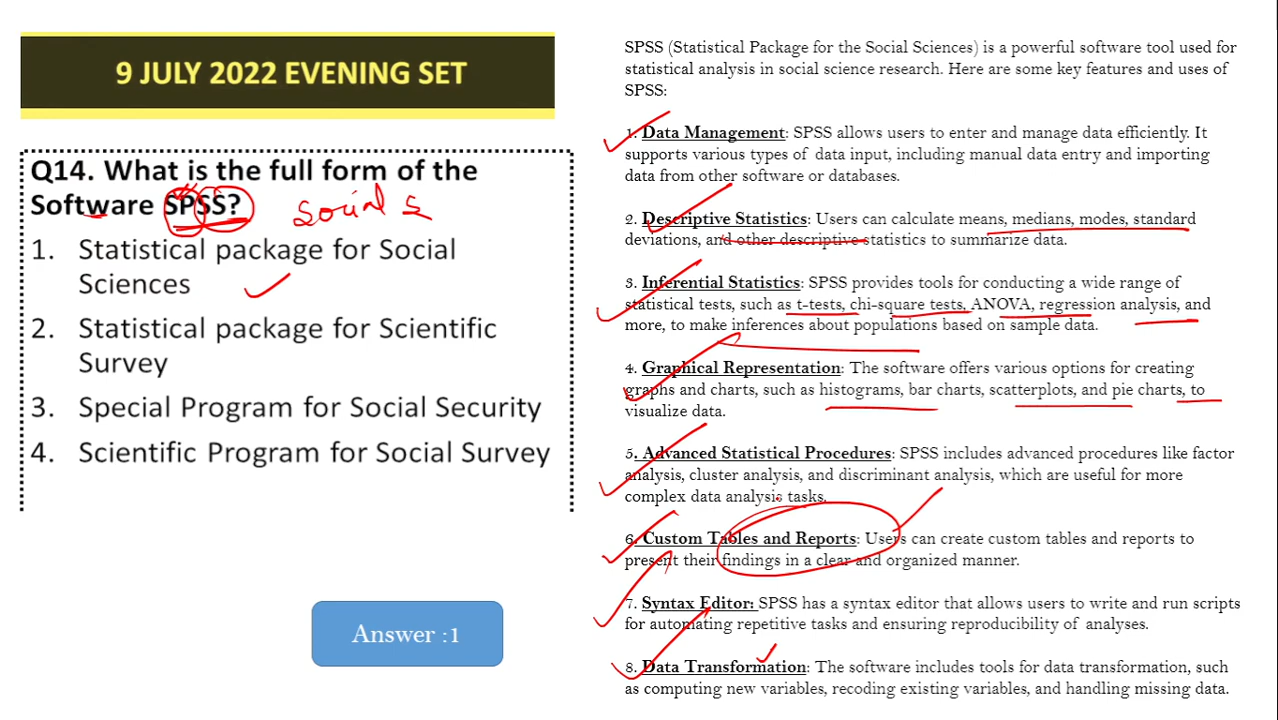 9 JULY 2022 EVENING SET
Q14. What is the full form of the
Software SPSS?
social s
1. Statistical package for Social
Sciences
2. Statistical package for Scientific
Survey
3. Special Program for Social Security
4. Scientific Program for Social Survey
Answer :1
SPSS (Statistical Package for the Social Sciences) is a powerful software tool used for
statistical analysis in social science research. Here are some key features and uses of
SPSS:
1. Data Management: SPSS allows users to enter and manage data efficiently. It
supports various types of data input, including manual data entry and importing
data from other software or databases.
2. Descriptive Statistics: Users can calculate means, medians, modes, standard
deviations, and other descriptive statistics to summarize data.
3. Inferential Statistics: SPSS provides tools for conducting a wide range of
statistical tests, such as t-tests, chi-square tests, ANOVA, regression analysis, and
more, to make inferences about populations based on sample data.
4. Graphical Representation: The software offers various options for creating
graphs and charts, such as histograms, bar charts, scatterplots, and pie charts, to
visualize data.
5. Advanced Statistical Procedures: SPSS includes advanced procedures like factor
analysis, cluster analysis, and discriminant analysis, which are useful for more
complex data analysis tasks.
6. Custom Tables and Reports: Users can create custom tables and reports to
present their findings in a clear and organized manner.
7. Syntax Editor: SPSS has a syntax editor that allows users to write and run scripts
for automating repetitive tasks and ensuring reproducibility of analyses.
8. Data Transformation: The software includes tools for data transformation, such
as computing new variables, recoding existing variables, and handling missing data.